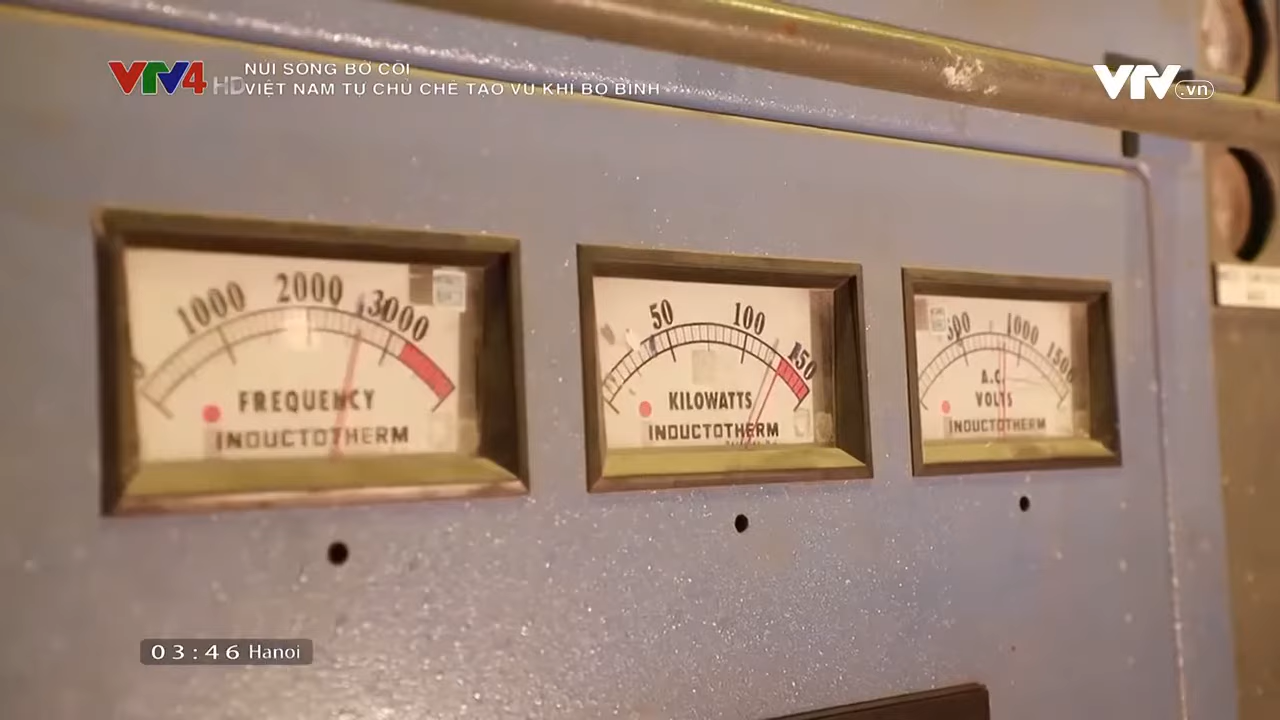 VTV4 HD
NÚI SÔNG BỜ CÕI
VIỆT NAM TỰ CHỦ CHẾ TẠO VŨ KHÍ BỘ BINH
VTV.vn
1000 2000 3000
FREQUENCY
INDUCTOTHERM
50 100 150
KILOWATTS
INDUCTOTHERM
500 1000 1500
A.C.
VOLTS
INDUCTOTHERM
03:46 Hanoi